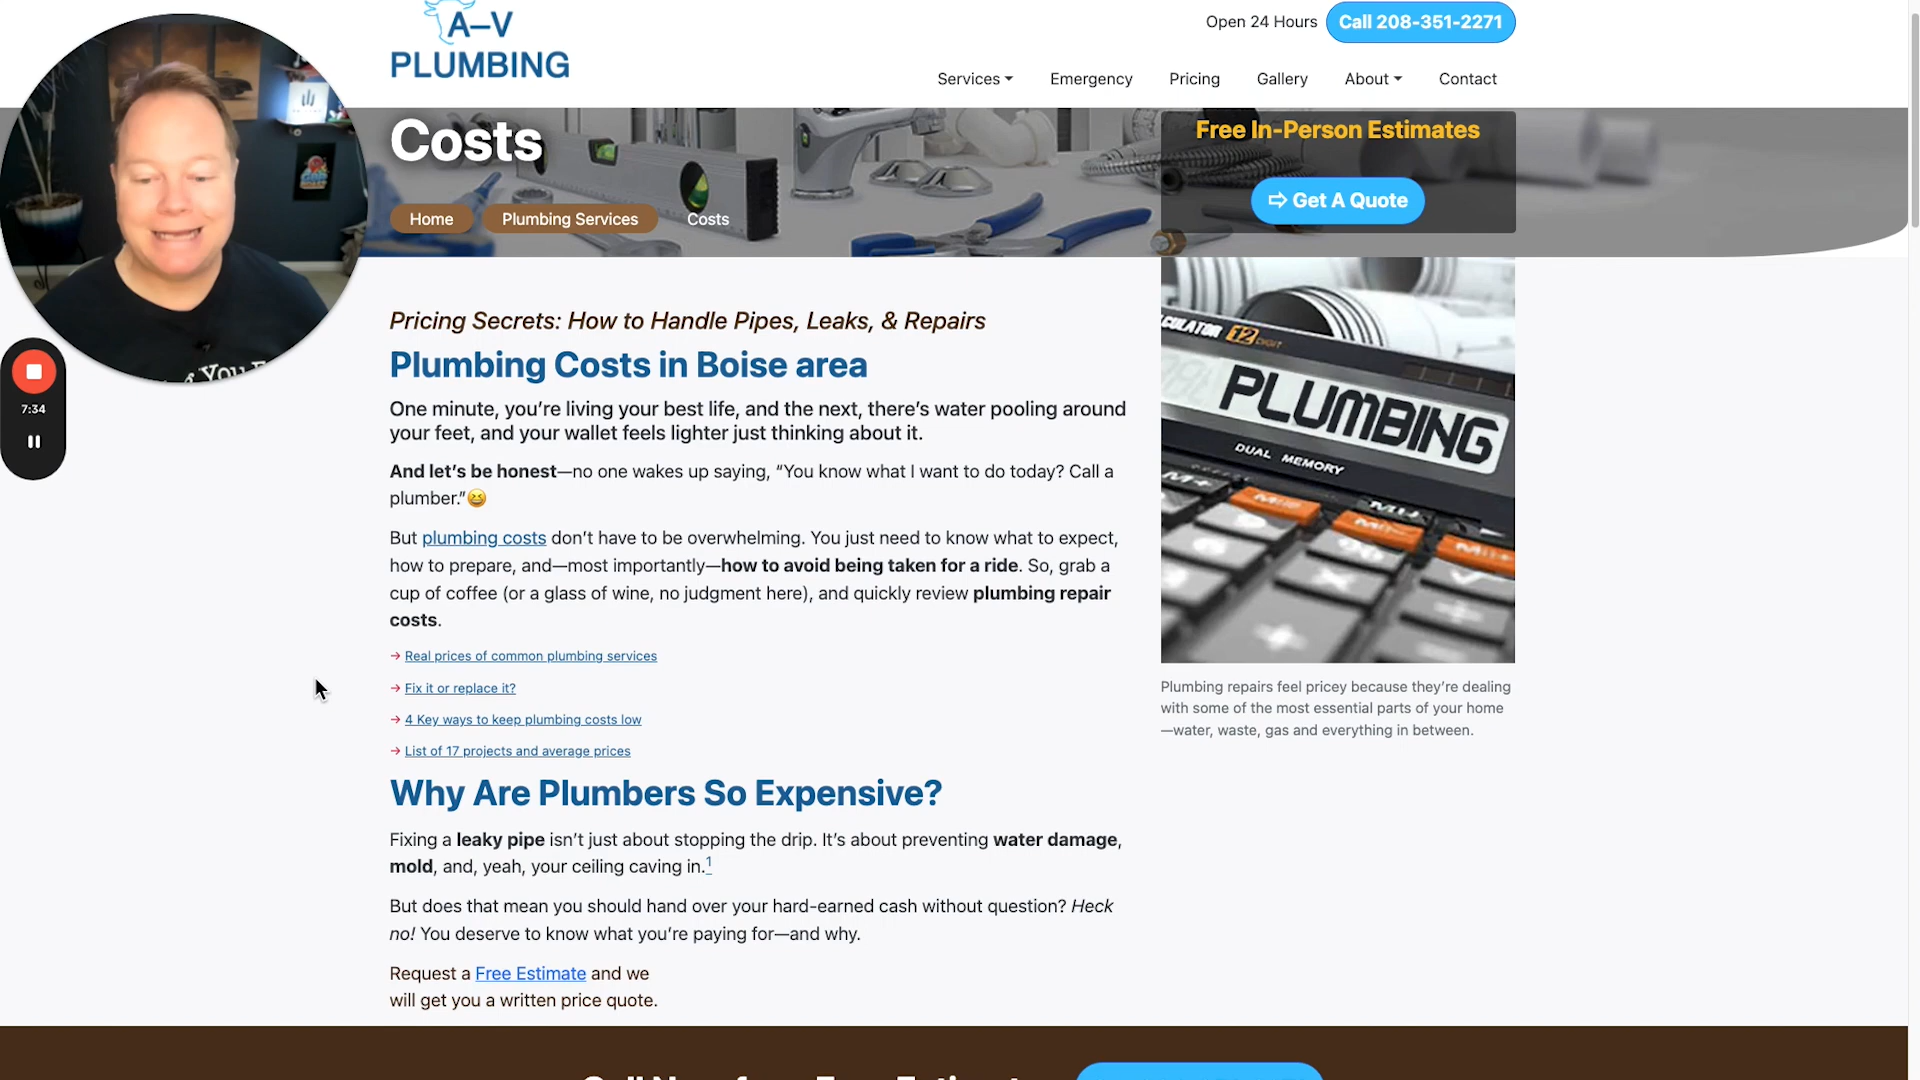 A–V
PLUMBING
Open 24 Hours
Call 208-351-2271
Services
Emergency
Pricing
Gallery
About
Contact
Costs
Home
Plumbing Services
Costs
Free In-Person Estimates
⇨ Get A Quote
7:34
Pricing Secrets: How to Handle Pipes, Leaks, & Repairs
Plumbing Costs in Boise area
One minute, you’re living your best life, and the next, there’s water pooling around
your feet, and your wallet feels lighter just thinking about it.
And let’s be honest—no one wakes up saying, “You know what I want to do today? Call a
plumber.”😆
But plumbing costs don’t have to be overwhelming. You just need to know what to expect,
how to prepare, and—most importantly—how to avoid being taken for a ride. So, grab a
cup of coffee (or a glass of wine, no judgment here), and quickly review plumbing repair
costs.
→ Real prices of common plumbing services
→ Fix it or replace it?
→ 4 Key ways to keep plumbing costs low
→ List of 17 projects and average prices
Why Are Plumbers So Expensive?
Fixing a leaky pipe isn’t just about stopping the drip. It’s about preventing water damage,
mold, and, yeah, your ceiling caving in.1
But does that mean you should hand over your hard-earned cash without question? Heck
no! You deserve to know what you’re paying for—and why.
Request a Free Estimate and we
will get you a written price quote.
12 DIGIT
PLUMBING
DUAL MEMORY
M+
Plumbing repairs feel pricey because they’re dealing
with some of the most essential parts of your home
—water, waste, gas and everything in between.